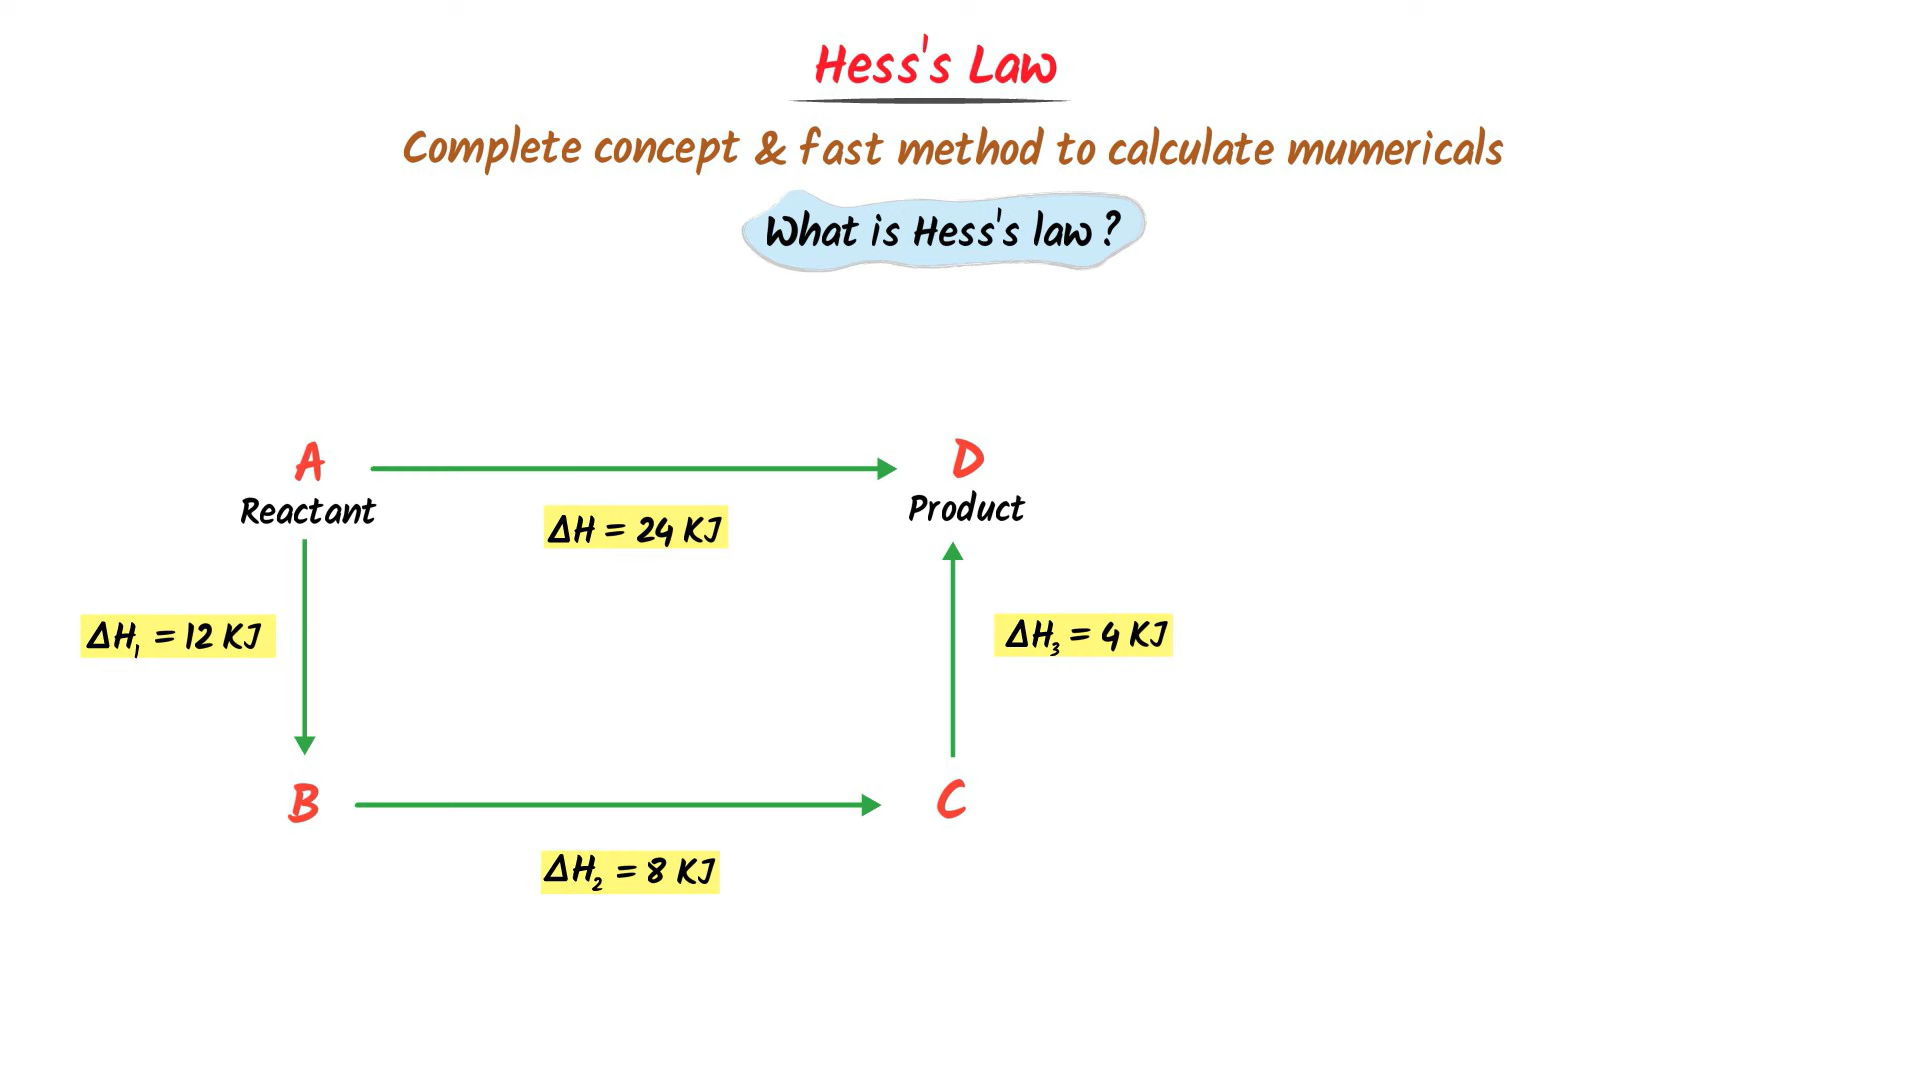 Hess's Law
Complete concept & fast method to calculate mumericals
What is Hess's law?
A
D
Reactant
Product
ΔH = 24 KJ
ΔH₁ = 12 KJ
ΔH₃ = 4 KJ
B
C
ΔH₂ = 8 KJ